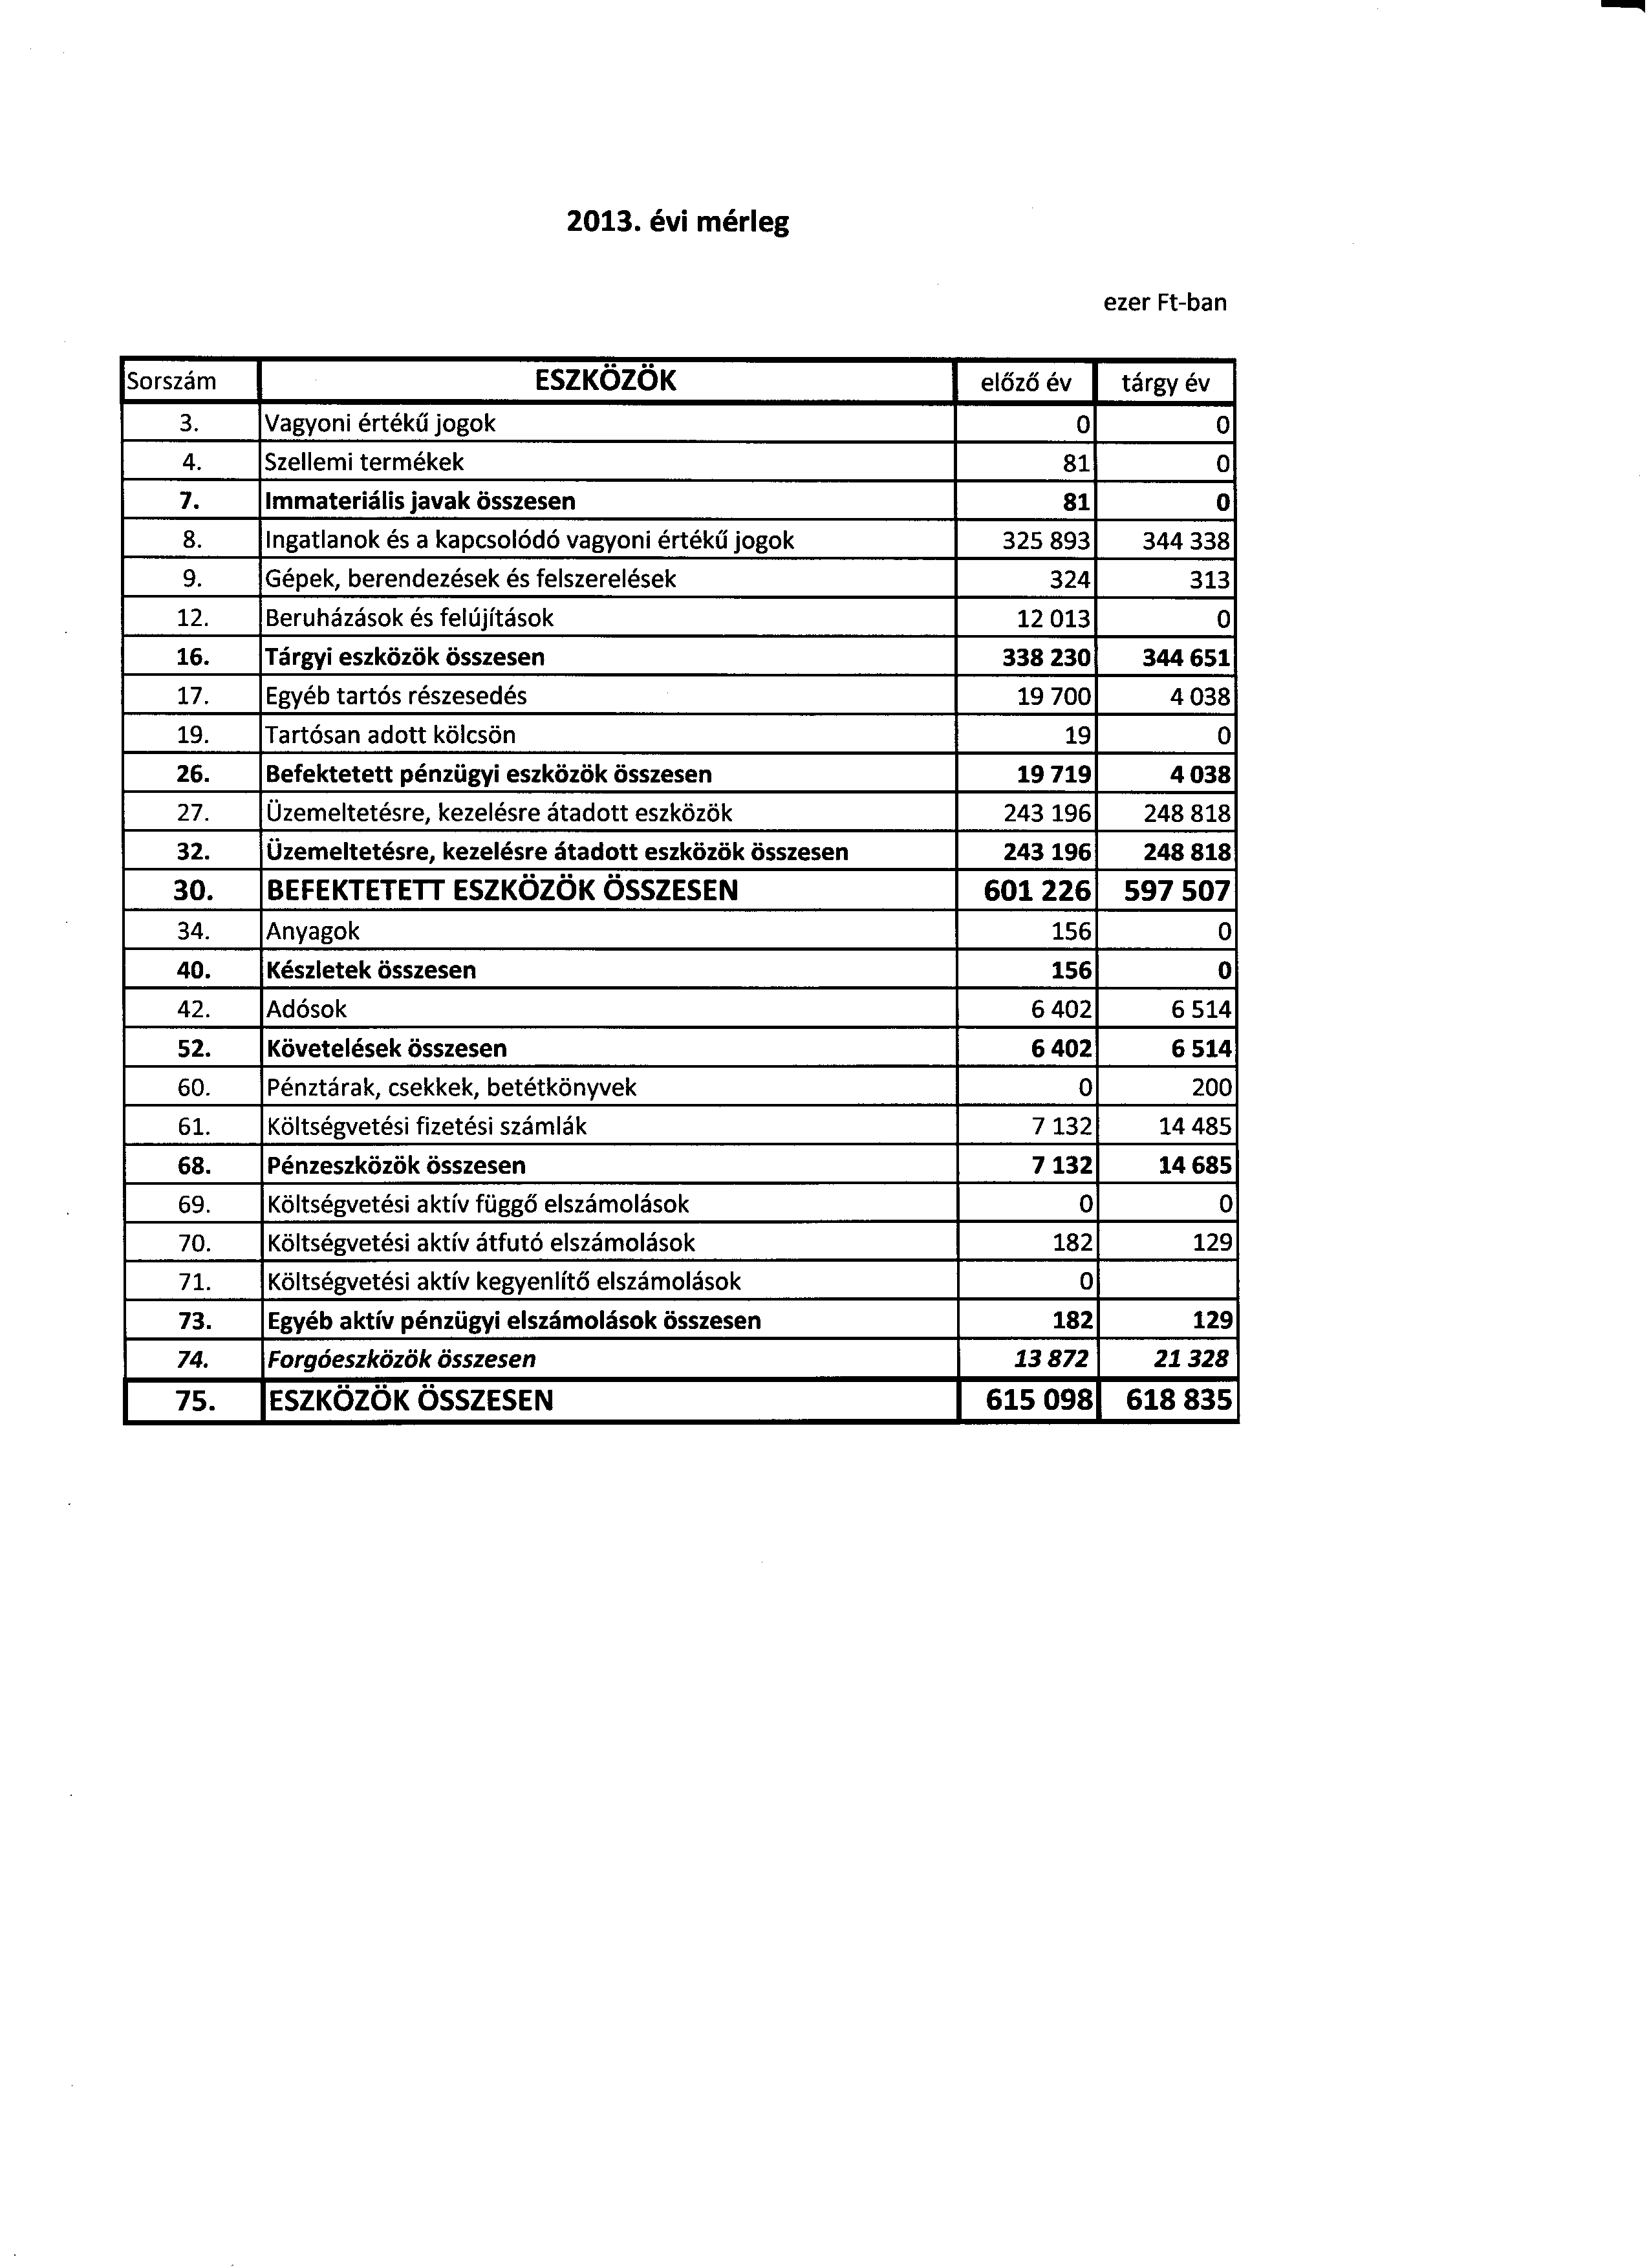 2013. évi mérleg
ezer Ft-ban
Sorszám ESZKÖZÖK előző év tárgy év
3. Vagyoni értékű jogok 0 0
4. Szellemi termékek 81 0
7. Immateriális javak összesen 81 0
8. Ingatlanok és a kapcsolódó vagyoni értékű jogok 325 893 344 338
9. Gépek, berendezések és felszerelések 324 313
12. Beruházások és felújítások 12 013 0
16. Tárgyi eszközök összesen 338 230 344 651
17. Egyéb tartós részesedés 19 700 4 038
19. Tartósan adott kölcsön 19 0
26. Befektetett pénzügyi eszközök összesen 19 719 4 038
27. Üzemeltetésre, kezelésre átadott eszközök 243 196 248 818
32. Üzemeltetésre, kezelésre átadott eszközök összesen 243 196 248 818
30. BEFEKTETETT ESZKÖZÖK ÖSSZESEN 601 226 597 507
34. Anyagok 156 0
40. Készletek összesen 156 0
42. Adósok 6 402 6 514
52. Követelések összesen 6 402 6 514
60. Pénztárak, csekkek, betétkönyvek 0 200
61. Költségvetési fizetési számlák 7 132 14 485
68. Pénzeszközök összesen 7 132 14 685
69. Költségvetési aktív függő elszámolások 0 0
70. Költségvetési aktív átfutó elszámolások 182 129
71. Költségvetési aktív kegyenlítő elszámolások 0
73. Egyéb aktív pénzügyi elszámolások összesen 182 129
74. Forgóeszközök összesen 13 872 21 328
75. ESZKÖZÖK ÖSSZESEN 615 098 618 835